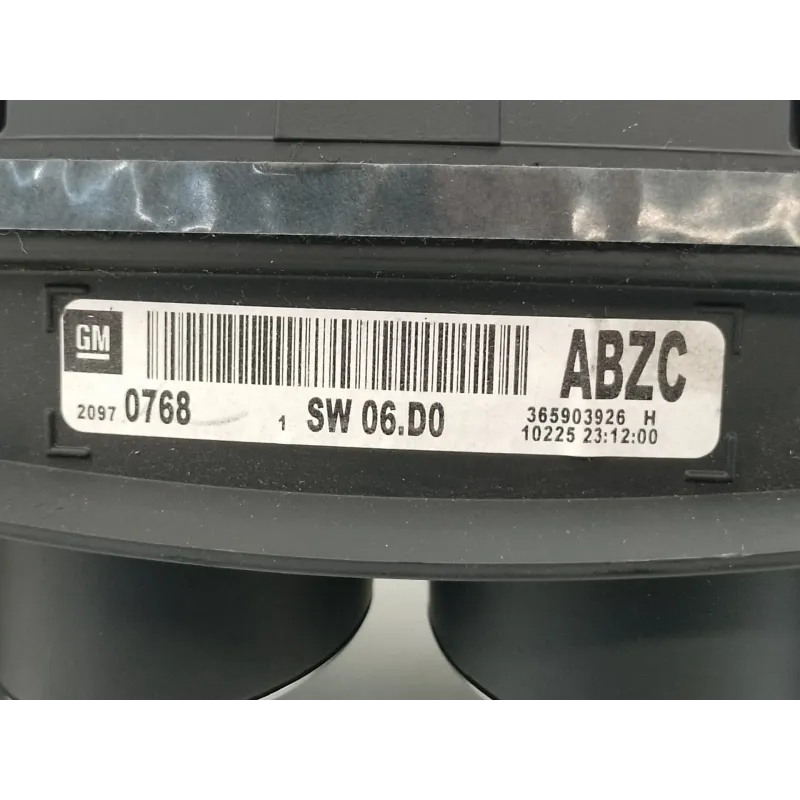 GM
ABZC
2097 0768 1 SW 06.D0
365903926 H
10225 23:12:00